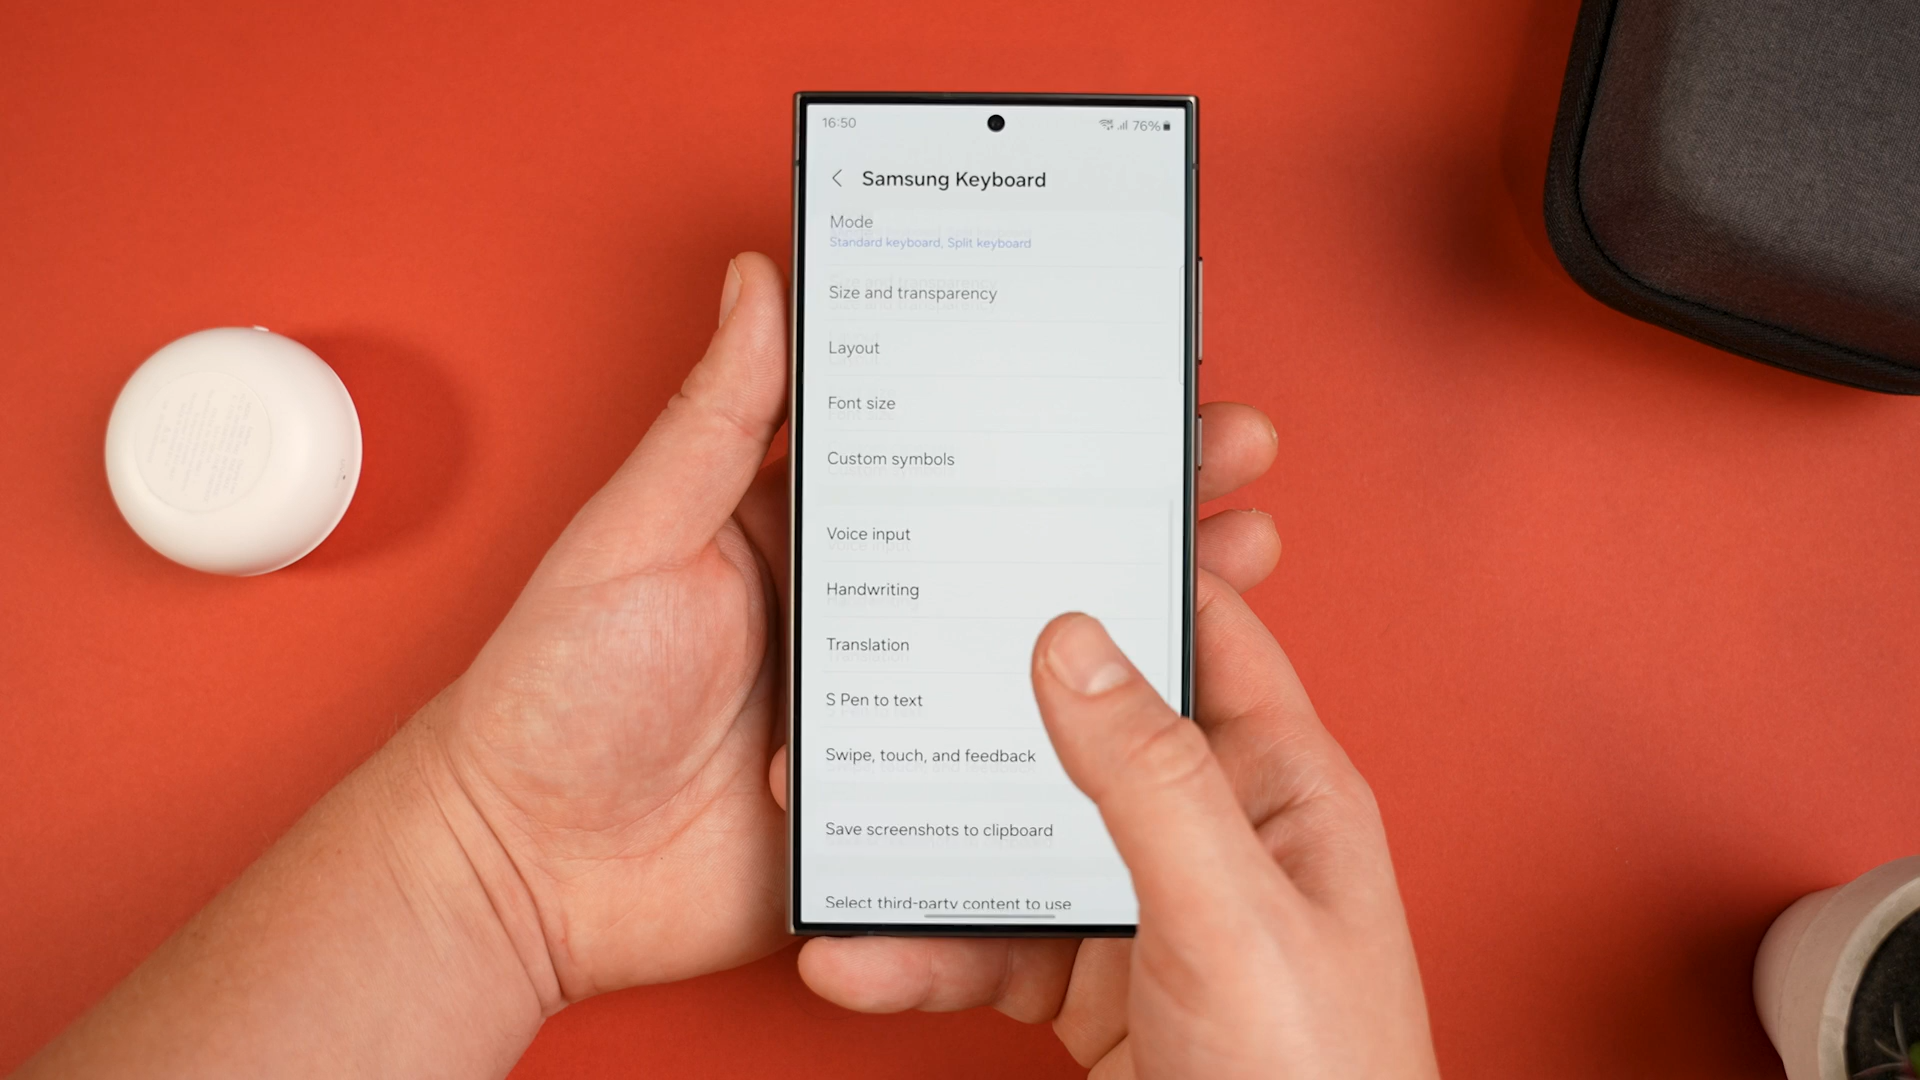 16:50
76%
Samsung Keyboard
Mode
Standard keyboard, Split keyboard
Size and transparency
Layout
Font size
Custom symbols
Voice input
Handwriting
Translation
S Pen to text
Swipe, touch, and feedback
Save screenshots to clipboard
Select third-party content to use